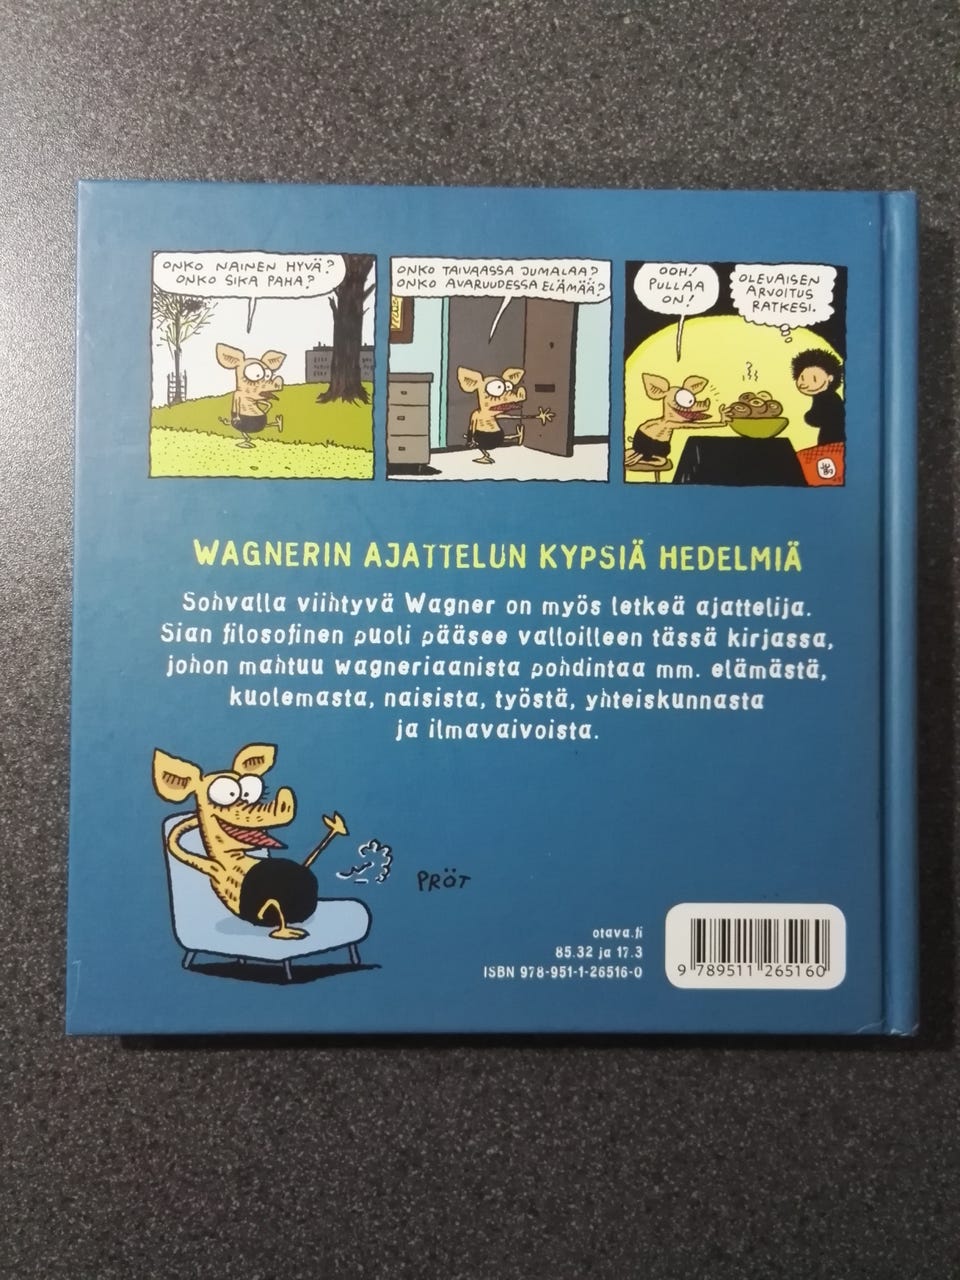 ONKO NAINEN HYVÄ?
ONKO SIKA PAHA?
ONKO TAIVAASSA JUMALAA?
ONKO AVARUUDESSA ELÄMÄÄ?
OOH!
PULLAA
ON!
OLEVAISEN
ARVOITUS
RATKESI.
WAGNERIN AJATTELUN KYPSIÄ HEDELMIÄ
Sohvalla viihtyvä Wagner on myös letkeä ajattelija.
Sian filosofinen puoli pääsee valloilleen tässä kirjassa,
johon mahtuu wagneriaanista pohdintaa mm. elämästä,
kuolemasta, naisista, työstä, yhteiskunnasta
ja ilmavaivoista.
PRÖT
otava.fi
85.32 ja 17.3
ISBN 978-951-1-26516-0
9 789511 265160